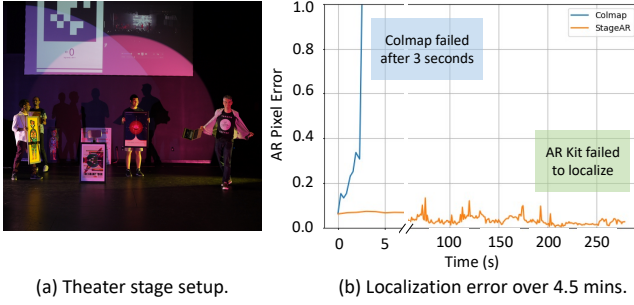 0
(a) Theater stage setup.
AR Pixel Error
1.0
0.8
0.6
0.4
0.2
0.0
Colmap failed
after 3 seconds
Colmap
StageAR
AR Kit failed
to localize
0 5 100 150 200 250
Time (s)
(b) Localization error over 4.5 mins.